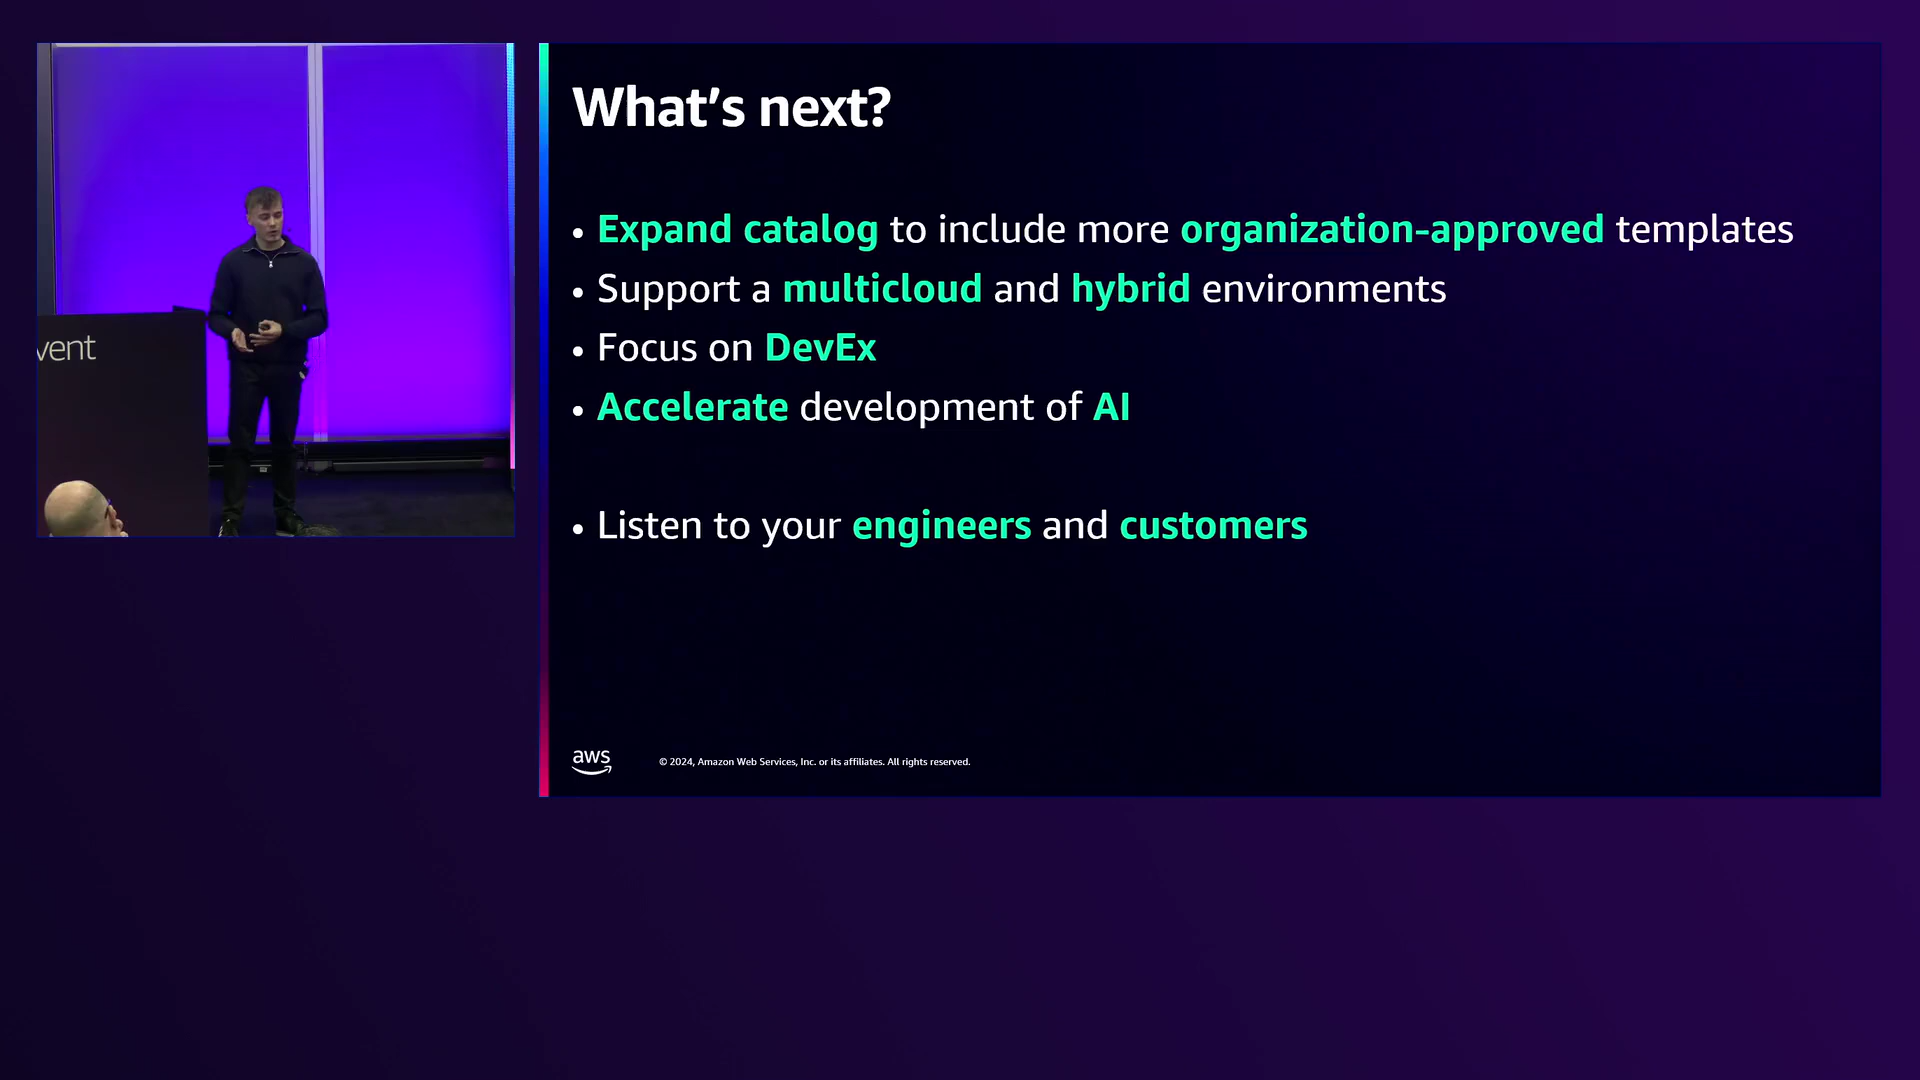 vent
What's next?
• Expand catalog to include more organization-approved templates
• Support a multicloud and hybrid environments
• Focus on DevEx
• Accelerate development of AI
• Listen to your engineers and customers
aws
© 2024, Amazon Web Services, Inc. or its affiliates. All rights reserved.